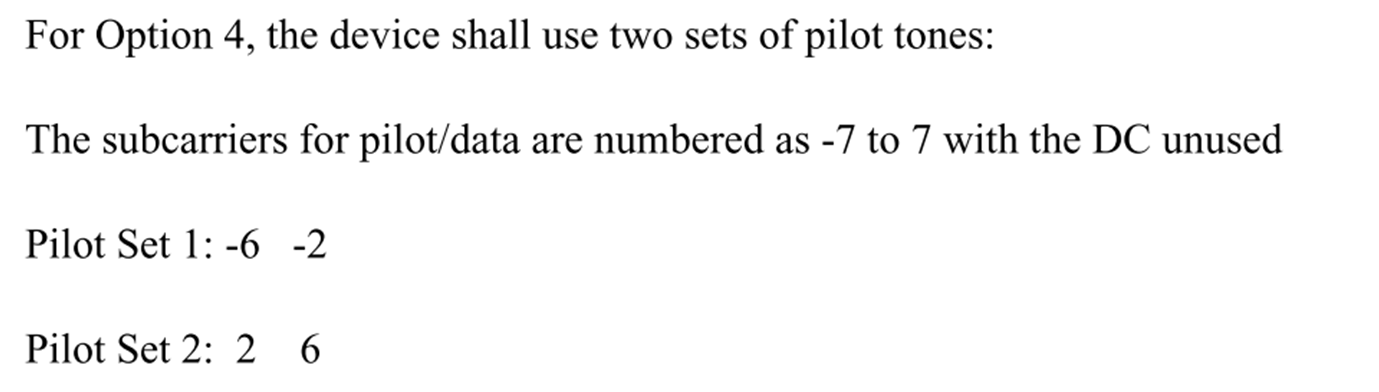 For Option 4, the device shall use two sets of pilot tones:
The subcarriers for pilot/data are numbered as -7 to 7 with the DC unused
Pilot Set 1: -6 -2
Pilot Set 2: 2 6